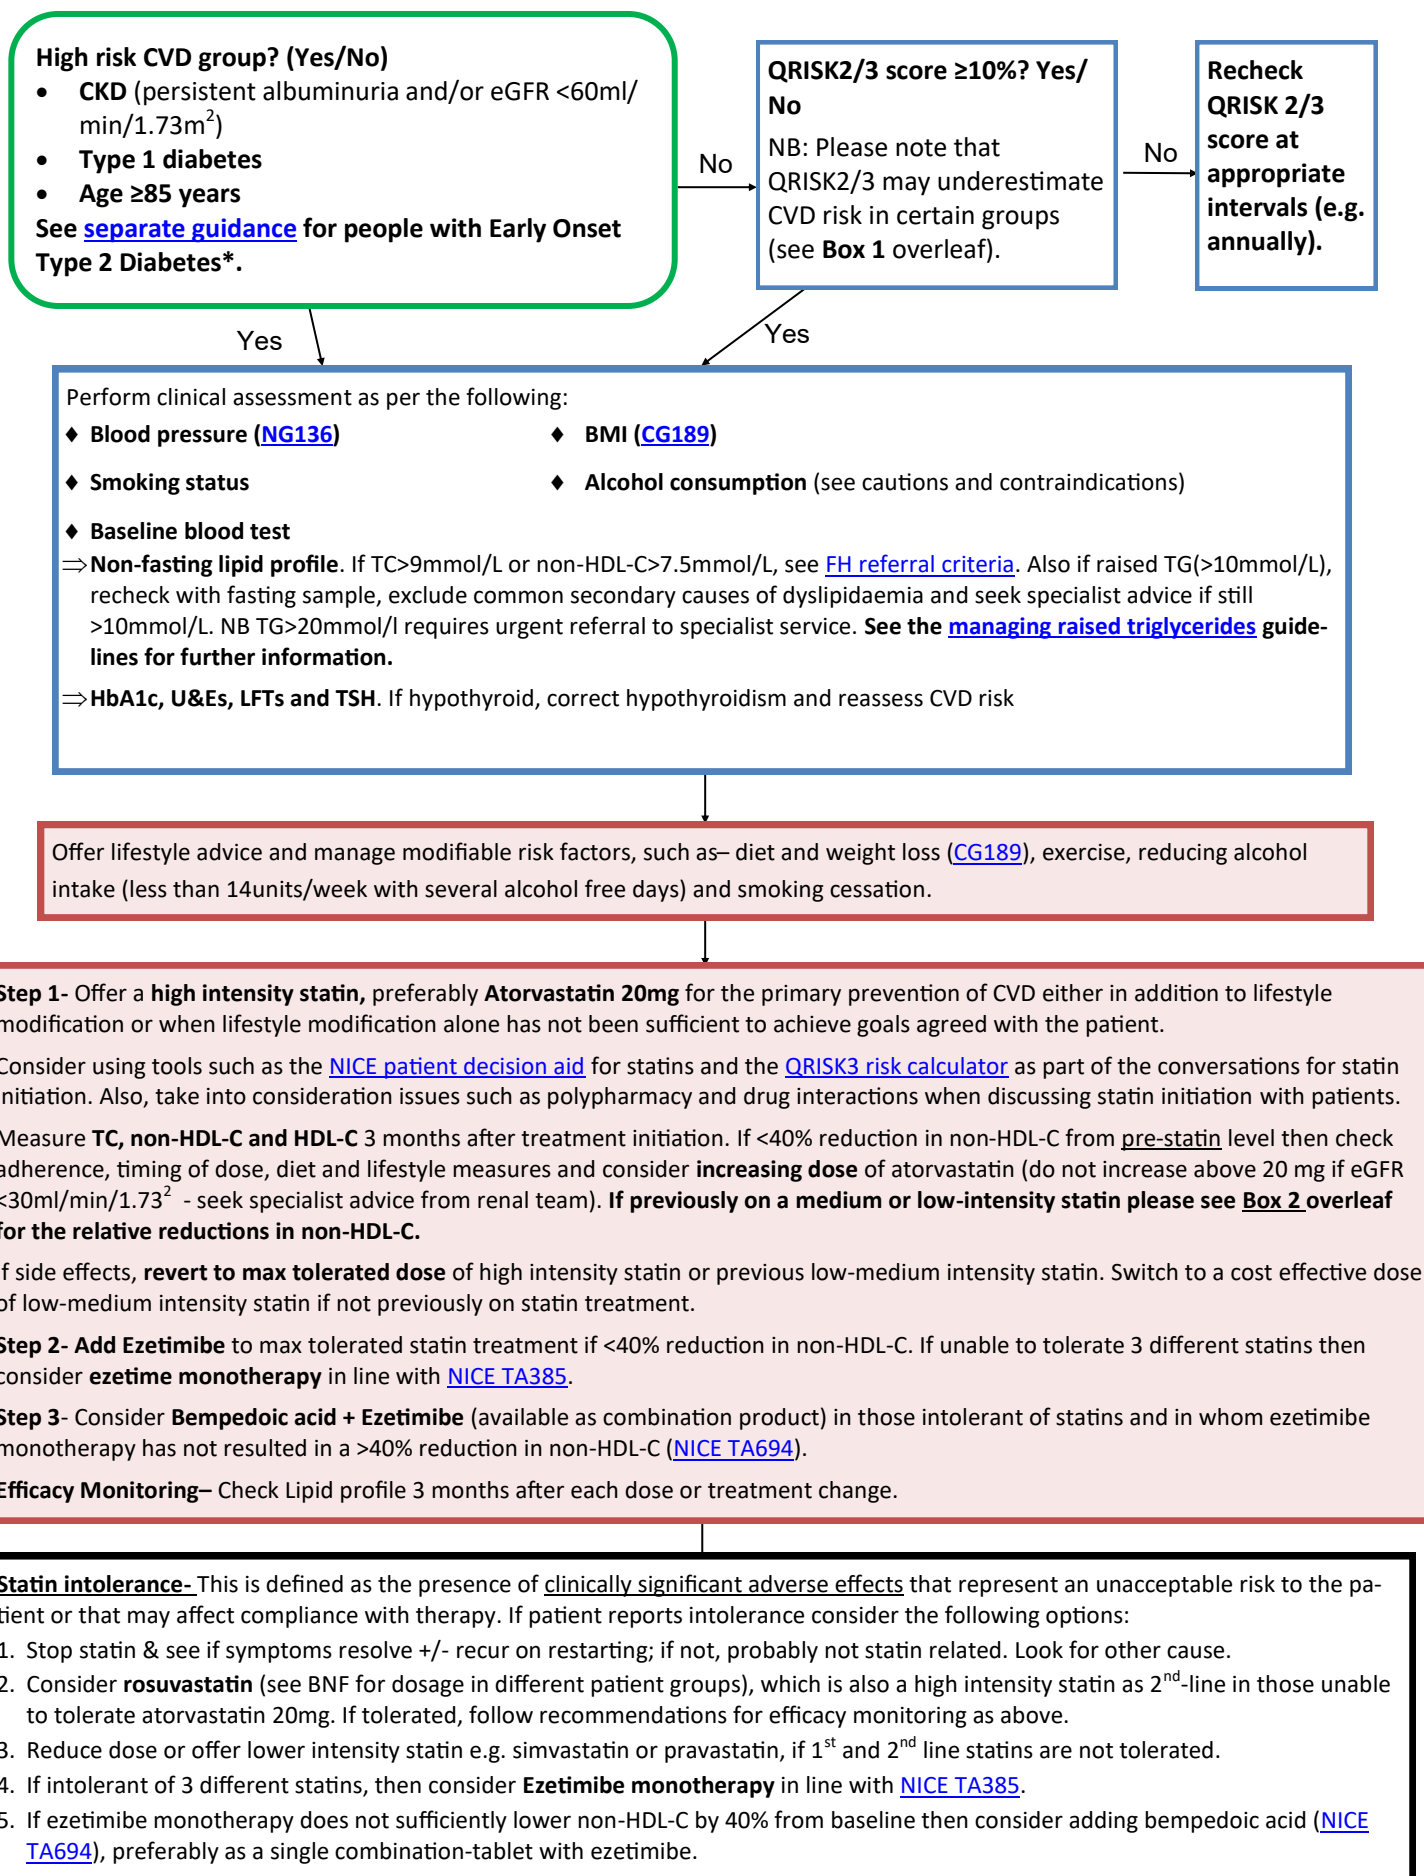 High risk CVD group? (Yes/No)
• CKD (persistent albuminuria and/or eGFR <60ml/
min/1.73m²)
• Type 1 diabetes
• Age ≥85 years
See separate guidance for people with Early Onset
Type 2 Diabetes*.
No
QRISK2/3 score ≥10%? Yes/
No
NB: Please note that
QRISK2/3 may underestimate
CVD risk in certain groups
(see Box 1 overleaf).
No
Recheck
QRISK 2/3
score at
appropriate
intervals (e.g.
annually).
Yes
Yes
Perform clinical assessment as per the following:
♦ Blood pressure (NG136)
♦ BMI (CG189)
♦ Smoking status
♦ Alcohol consumption (see cautions and contraindications)
♦ Baseline blood test
⇒ Non-fasting lipid profile. If TC>9mmol/L or non-HDL-C>7.5mmol/L, see FH referral criteria. Also if raised TG(>10mmol/L),
recheck with fasting sample, exclude common secondary causes of dyslipidaemia and seek specialist advice if still
>10mmol/L. NB TG>20mmol/l requires urgent referral to specialist service. See the managing raised triglycerides guide-
lines for further information.
⇒ HbA1c, U&Es, LFTs and TSH. If hypothyroid, correct hypothyroidism and reassess CVD risk
Offer lifestyle advice and manage modifiable risk factors, such as– diet and weight loss (CG189), exercise, reducing alcohol
intake (less than 14units/week with several alcohol free days) and smoking cessation.
Step 1- Offer a high intensity statin, preferably Atorvastatin 20mg for the primary prevention of CVD either in addition to lifestyle
modification or when lifestyle modification alone has not been sufficient to achieve goals agreed with the patient.
Consider using tools such as the NICE patient decision aid for statins and the QRISK3 risk calculator as part of the conversations for statin
initiation. Also, take into consideration issues such as polypharmacy and drug interactions when discussing statin initiation with patients.
Measure TC, non-HDL-C and HDL-C 3 months after treatment initiation. If <40% reduction in non-HDL-C from pre-statin level then check
adherence, timing of dose, diet and lifestyle measures and consider increasing dose of atorvastatin (do not increase above 20 mg if eGFR
<30ml/min/1.73² - seek specialist advice from renal team). If previously on a medium or low-intensity statin please see Box 2 overleaf
for the relative reductions in non-HDL-C.
If side effects, revert to max tolerated dose of high intensity statin or previous low-medium intensity statin. Switch to a cost effective dose
of low-medium intensity statin if not previously on statin treatment.
Step 2- Add Ezetimibe to max tolerated statin treatment if <40% reduction in non-HDL-C. If unable to tolerate 3 different statins then
consider ezetime monotherapy in line with NICE TA385.
Step 3- Consider Bempedoic acid + Ezetimibe (available as combination product) in those intolerant of statins and in whom ezetimibe
monotherapy has not resulted in a >40% reduction in non-HDL-C (NICE TA694).
Efficacy Monitoring– Check Lipid profile 3 months after each dose or treatment change.
Statin intolerance- This is defined as the presence of clinically significant adverse effects that represent an unacceptable risk to the pa-
tient or that may affect compliance with therapy. If patient reports intolerance consider the following options:
1. Stop statin & see if symptoms resolve +/- recur on restarting; if not, probably not statin related. Look for other cause.
2. Consider rosuvastatin (see BNF for dosage in different patient groups), which is also a high intensity statin as 2nd-line in those unable
to tolerate atorvastatin 20mg. If tolerated, follow recommendations for efficacy monitoring as above.
3. Reduce dose or offer lower intensity statin e.g. simvastatin or pravastatin, if 1st and 2nd line statins are not tolerated.
4. If intolerant of 3 different statins, then consider Ezetimibe monotherapy in line with NICE TA385.
5. If ezetimibe monotherapy does not sufficiently lower non-HDL-C by 40% from baseline then consider adding bempedoic acid (NICE
TA694), preferably as a single combination-tablet with ezetimibe.